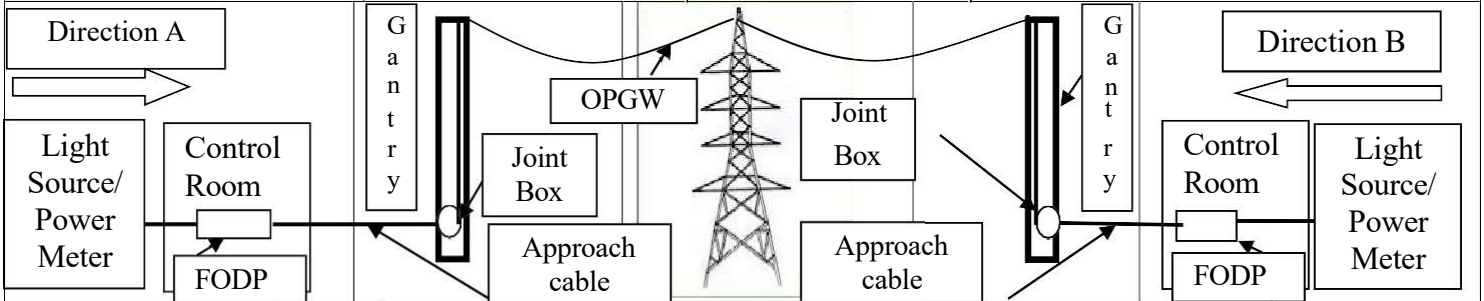 Direction A
G
a
n
t
r
y
OPGW
Joint
Box
G
a
n
t
r
y
Direction B
Light
Source/
Power
Meter
Control
Room
FODP
Joint
Box
Approach
cable
Approach
cable
Control
Room
FODP
Light
Source/
Power
Meter